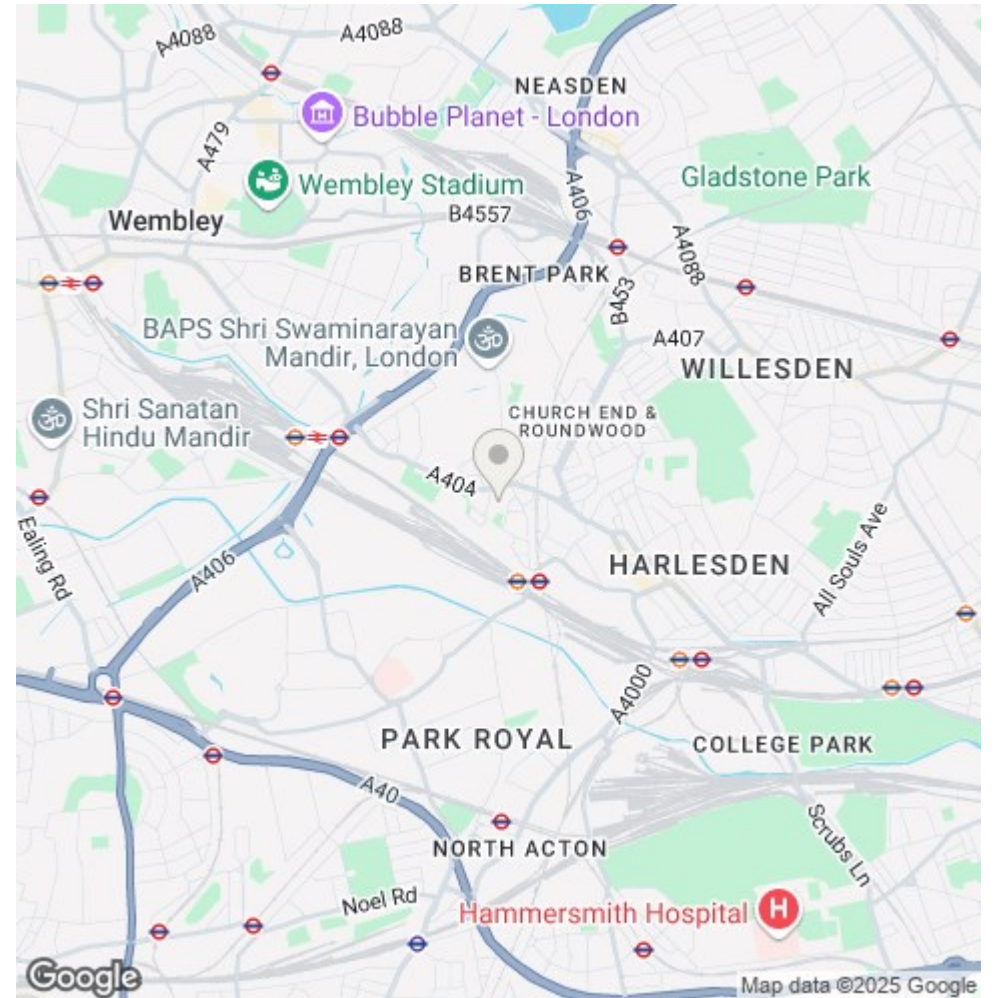 A4088
A4088
NEASDEN
Bubble Planet - London
A479
Gladstone Park
Wembley Stadium
A406
B4557
Wembley
A4088
BRENT PARK
B453
BAPS Shri Swaminarayan
Mandir, London
A407
WILLESDEN
Shri Sanatan
Hindu Mandir
CHURCH END &
ROUNDWOOD
A404
Ealing Rd
A406
HARLESDEN
All Souls Ave
A4000
PARK ROYAL
COLLEGE PARK
A40
Scrubs Ln
NORTH ACTON
Noel Rd
Hammersmith Hospital
H
Google
Map data ©2025 Google